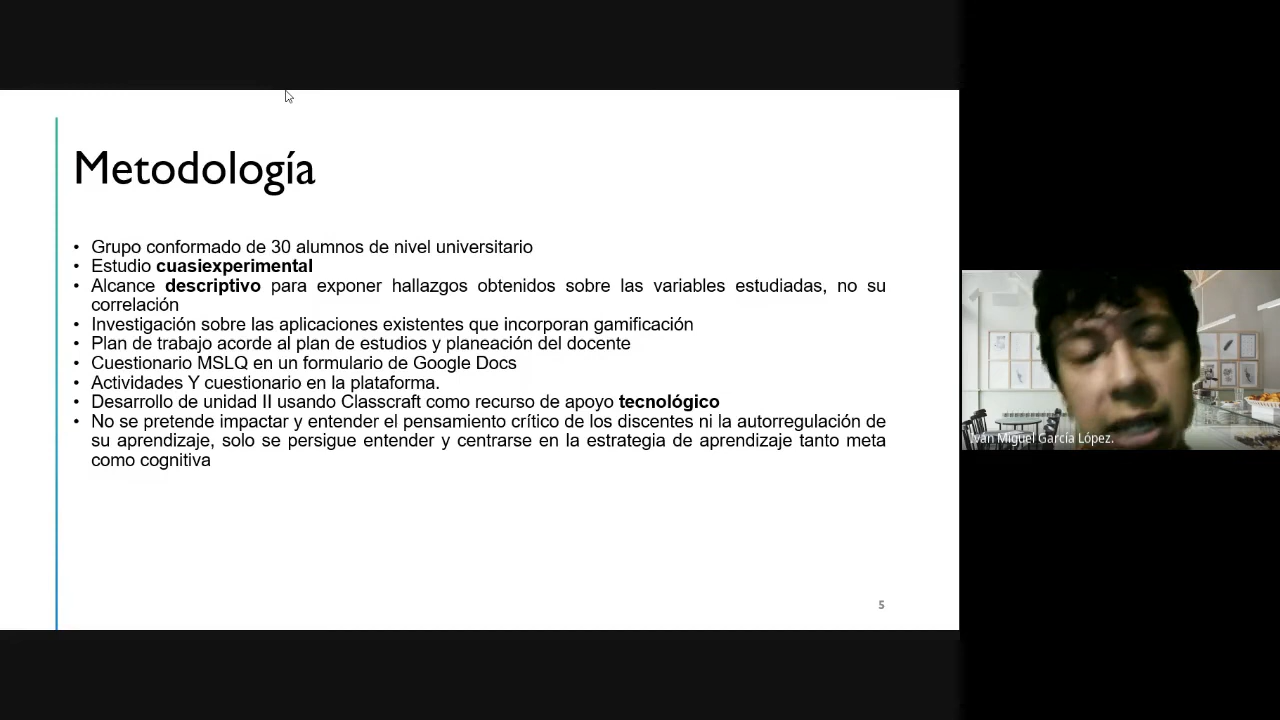 Metodología
• Grupo conformado de 30 alumnos de nivel universitario
• Estudio cuasiexperimental
• Alcance descriptivo para exponer hallazgos obtenidos sobre las variables estudiadas, no su
correlación
• Investigación sobre las aplicaciones existentes que incorporan gamificación
• Plan de trabajo acorde al plan de estudios y planeación del docente
• Cuestionario MSLQ en un formulario de Google Docs
• Actividades Y cuestionario en la plataforma.
• Desarrollo de unidad II usando Classcraft como recurso de apoyo tecnológico
• No se pretende impactar y entender el pensamiento crítico de los discentes ni la autorregulación de
su aprendizaje, solo se persigue entender y centrarse en la estrategia de aprendizaje tanto meta
como cognitiva
5
Iván Miguel García López.